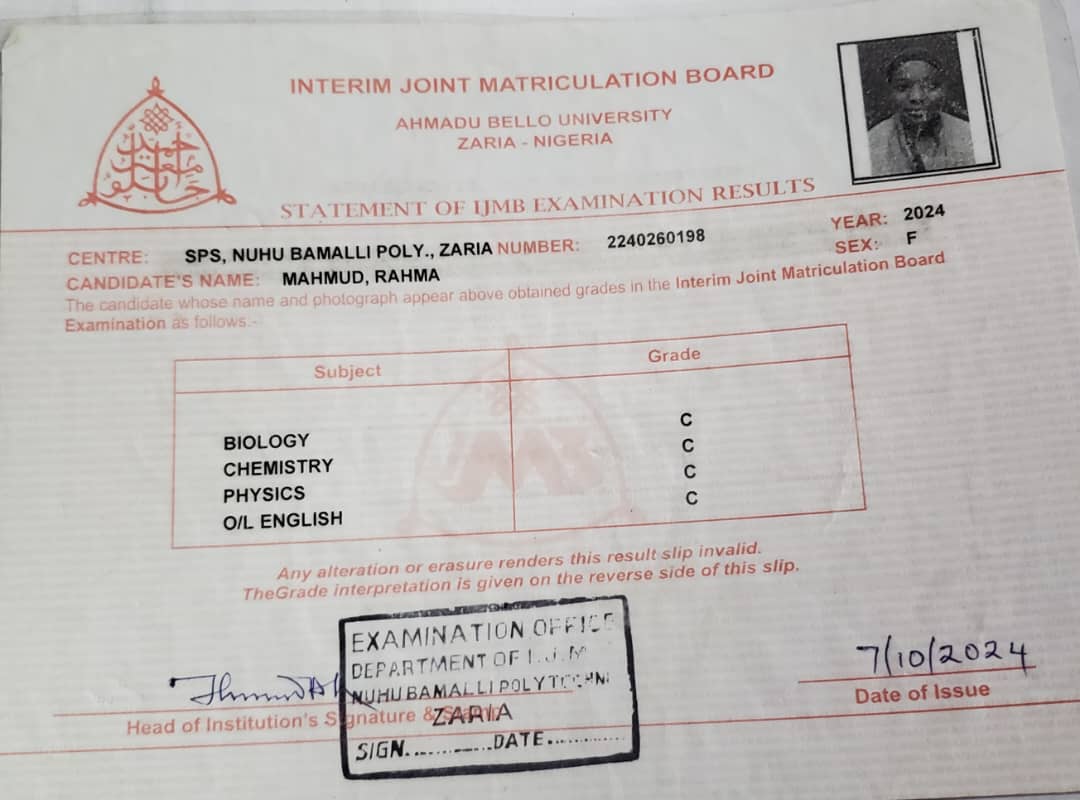 INTERIM JOINT MATRICULATION BOARD
AHMADU BELLO UNIVERSITY
ZARIA - NIGERIA
STATEMENT OF IJMB EXAMINATION RESULTS
YEAR: 2024
CENTRE: SPS, NUHU BAMALLI POLY., ZARIA NUMBER: 2240260198
SEX: F
CANDIDATE'S NAME: MAHMUD, RAHMA
The candidate whose name and photograph appear above obtained grades in the Interim Joint Matriculation Board
Examination as follows:-
Subject Grade
BIOLOGY C
CHEMISTRY C
PHYSICS C
O/L ENGLISH C
Any alteration or erasure renders this result slip invalid.
TheGrade interpretation is given on the reverse side of this slip.
EXAMINATION OFFICE
DEPARTMENT OF I.J.M
NUHU BAMALLI POLYTECHNI
ZARIA
SIGN............DATE.............
7/10/2024
Head of Institution's Signature &
Date of Issue